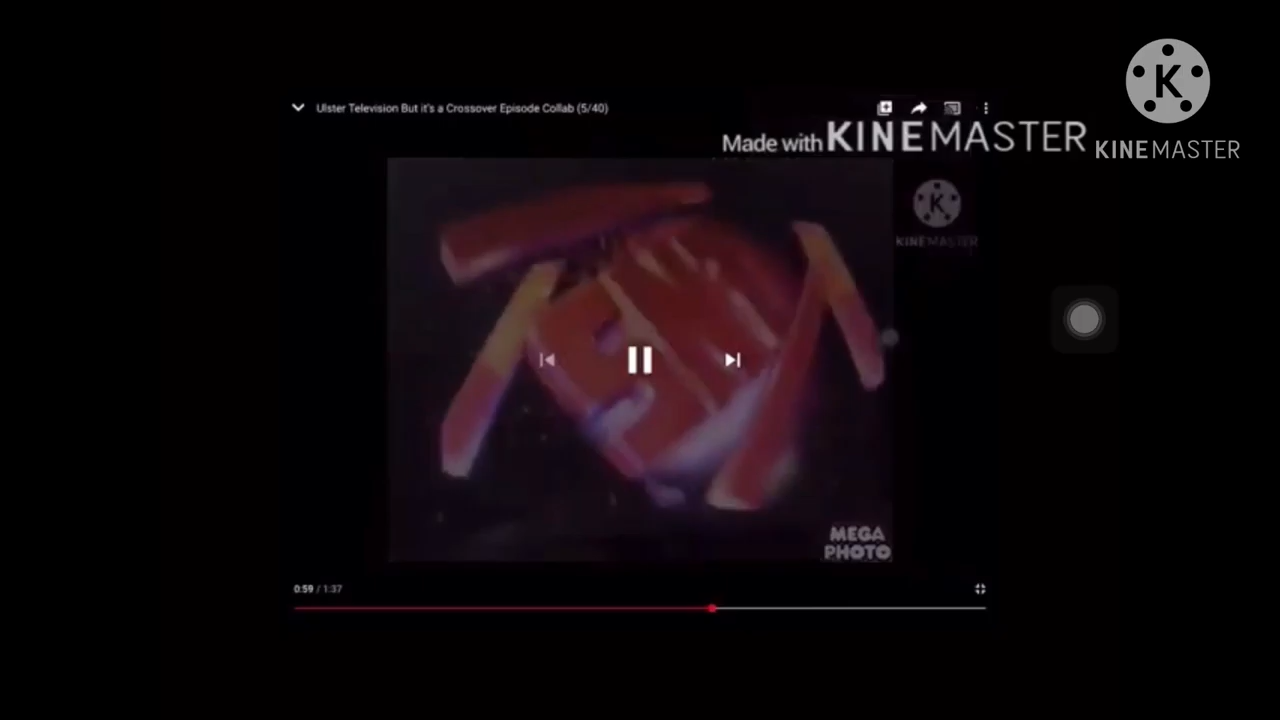 Ulster Television But it's a Crossover Episode Collab (5/40)
Made with KINEMASTER
K
KINEMASTER
K
KINEMASTER
MEGA
PHOTO
0:59 / 1:37